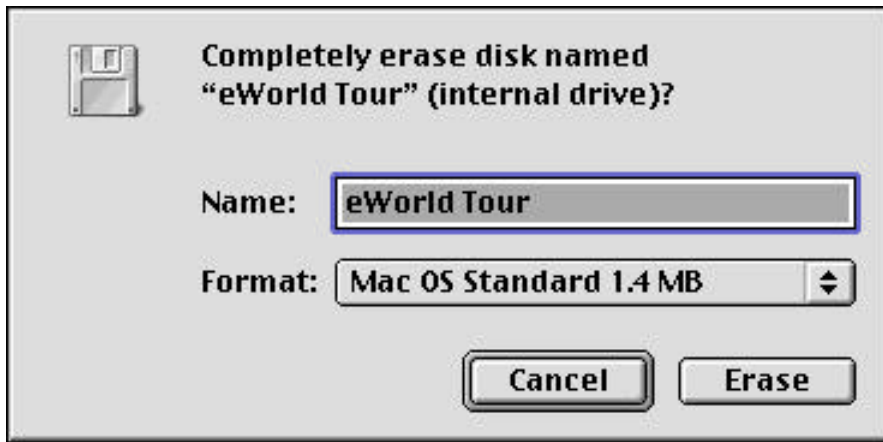 Completely erase disk named
“eWorld Tour” (internal drive)?
Name: eWorld Tour
Format: Mac OS Standard 1.4 MB
Cancel Erase